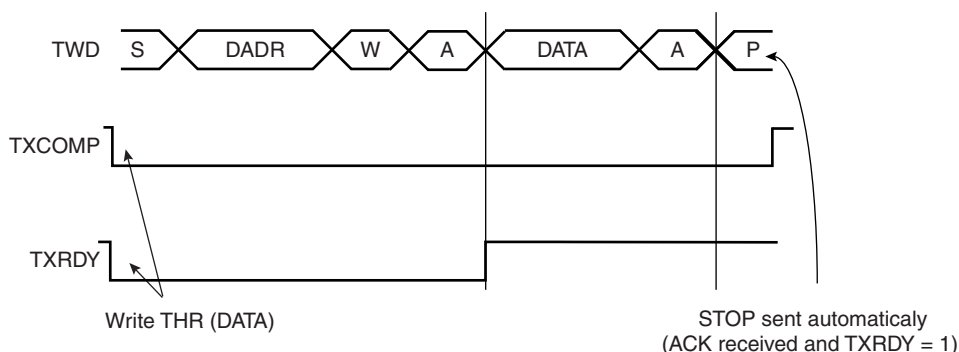 TWD S DADR W A DATA A P
TXCOMP
TXRDY
Write THR (DATA)
STOP sent automaticaly
(ACK received and TXRDY = 1)